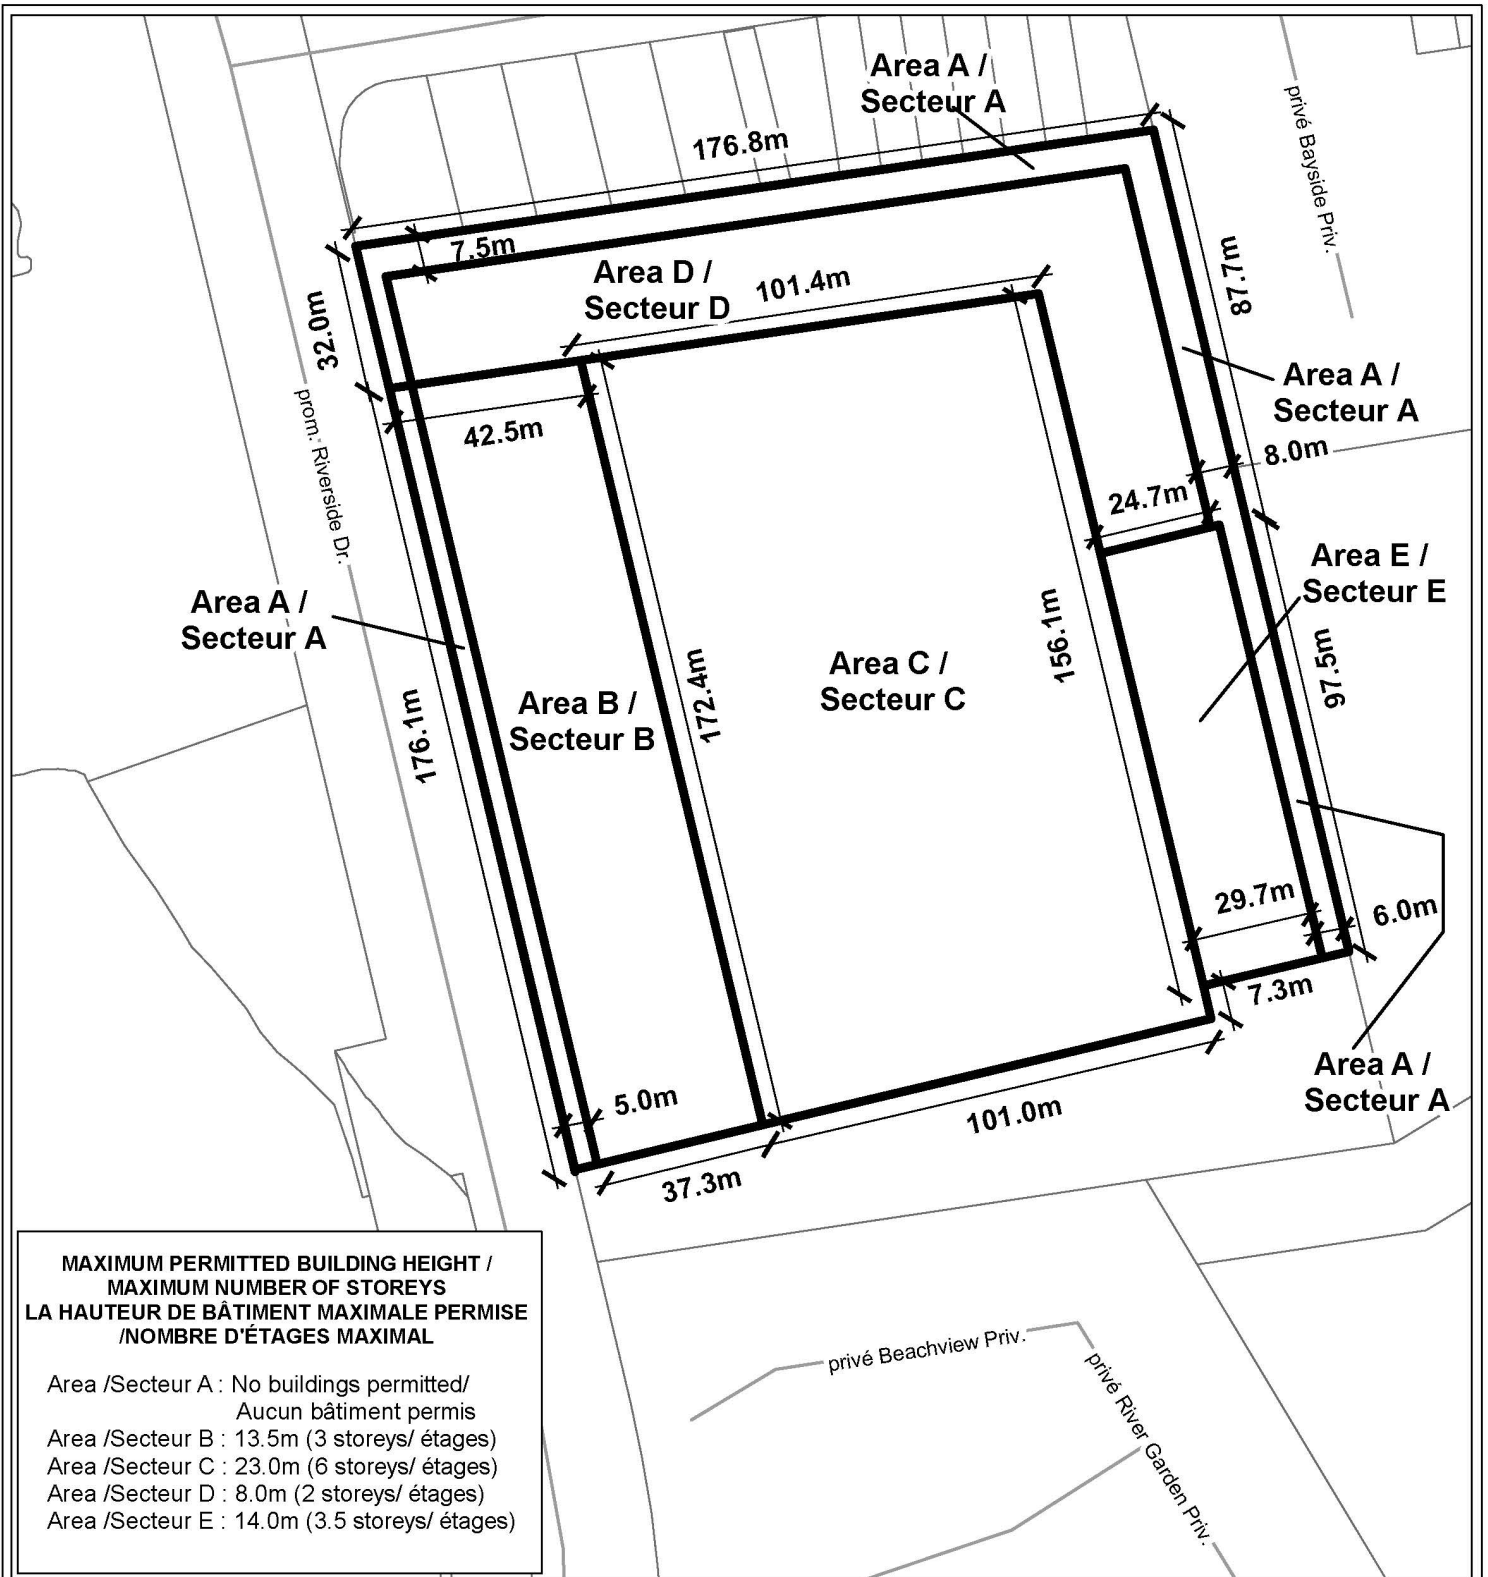 Area A /
Secteur A
176.8m
privé Bayside Priv.
7.5m
Area D /
Secteur D
101.4m
87.7m
32.0m
Area A /
Secteur A
42.5m
8.0m
prom. Riverside Dr.
24.7m
Area E /
Secteur E
Area A /
Secteur A
156.1m
97.5m
Area C /
Secteur C
172.4m
Area B /
Secteur B
176.1m
29.7m
6.0m
7.3m
Area A /
Secteur A
5.0m
101.0m
37.3m
MAXIMUM PERMITTED BUILDING HEIGHT /
MAXIMUM NUMBER OF STOREYS
LA HAUTEUR DE BÂTIMENT MAXIMALE PERMISE
/NOMBRE D'ÉTAGES MAXIMAL
Area /Secteur A : No buildings permitted/
Aucun bâtiment permis
Area /Secteur B : 13.5m (3 storeys/ étages)
Area /Secteur C : 23.0m (6 storeys/ étages)
Area /Secteur D : 8.0m (2 storeys/ étages)
Area /Secteur E : 14.0m (3.5 storeys/ étages)
privé Beachview Priv.
privé River Garden Priv.